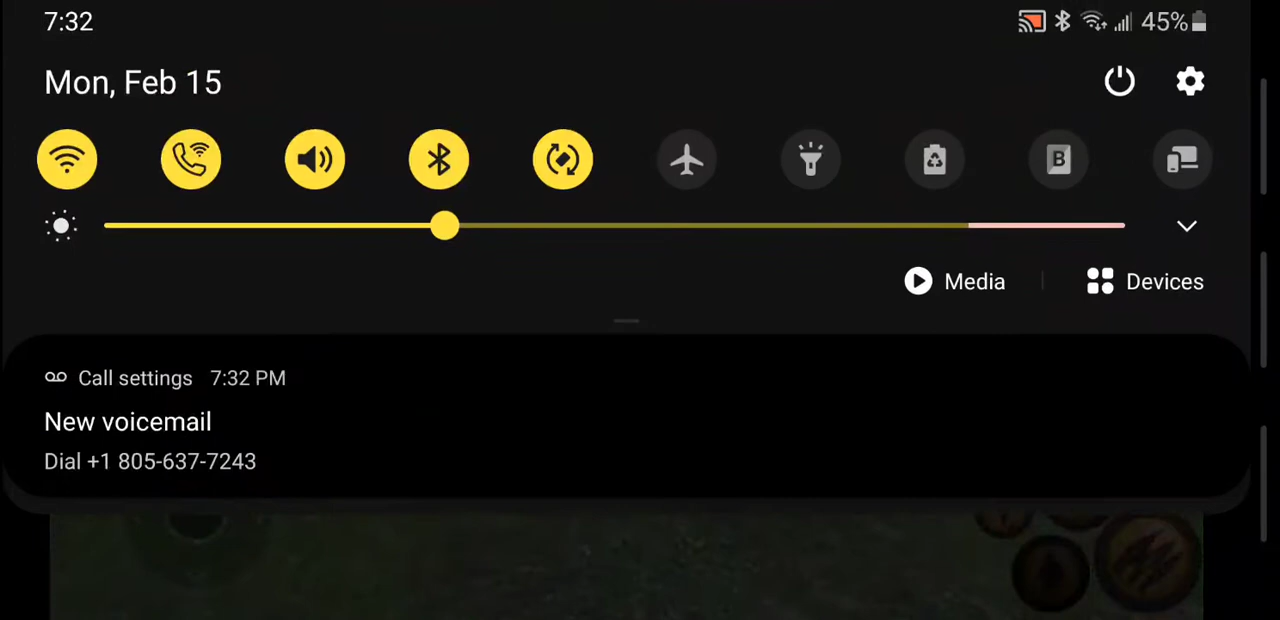 7:32
45%
Mon, Feb 15
B
Media
Devices
Call settings 7:32 PM
New voicemail
Dial +1 805-637-7243